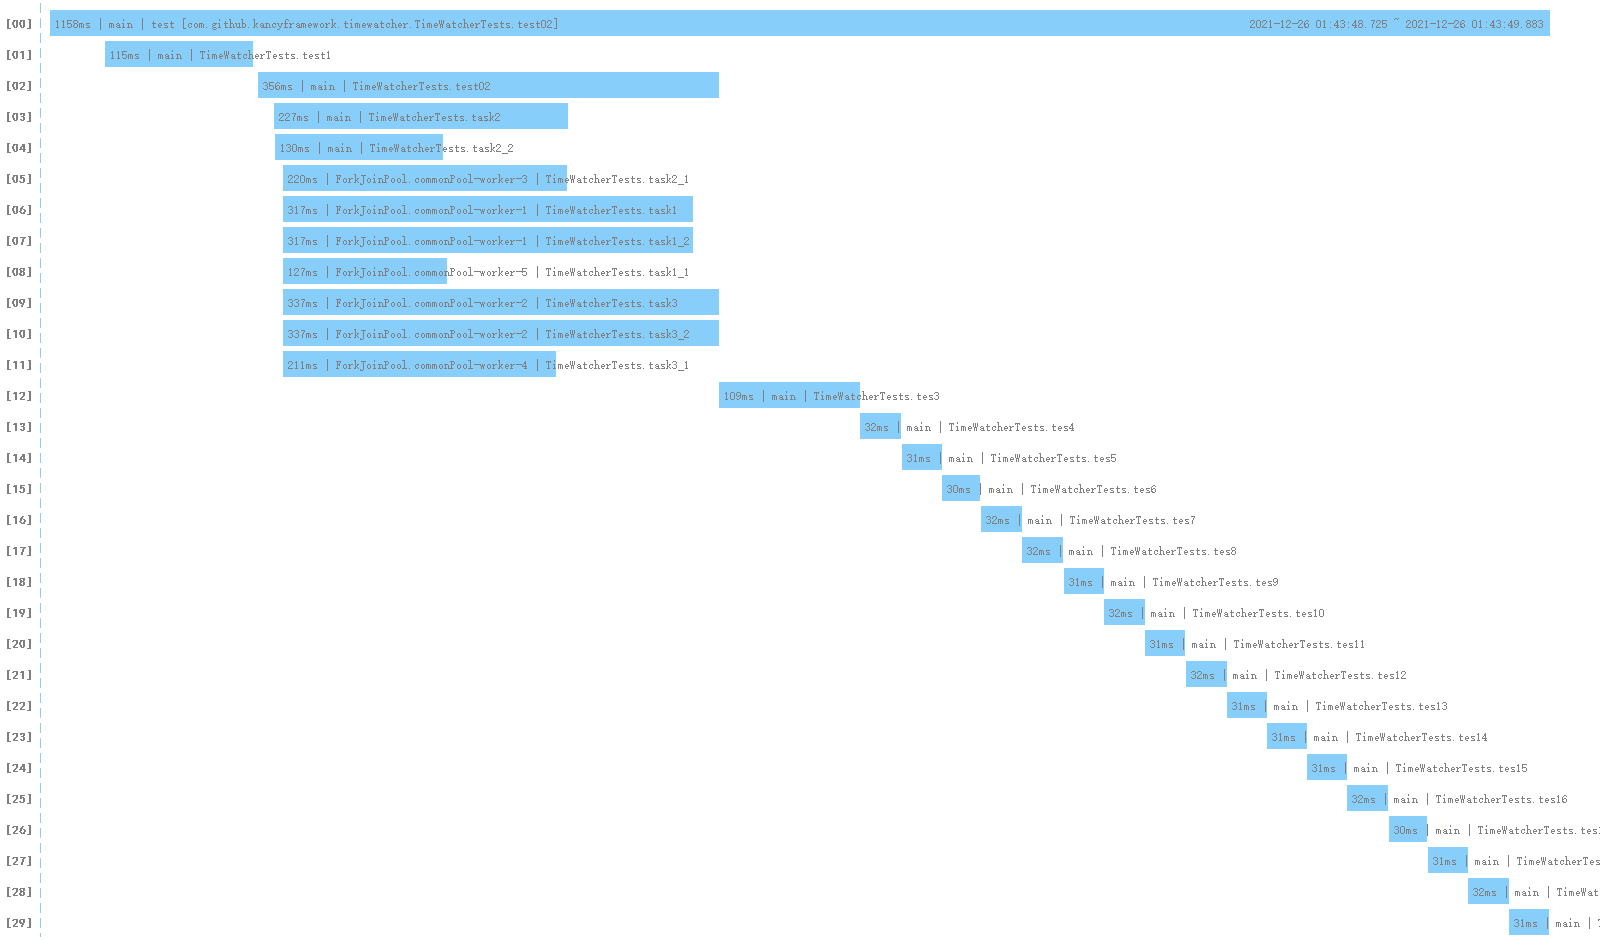 [00] 1158ms | main | test [com.github.kancyframework.timewatcher.TimeWatcherTests.test02] 2021-12-26 01:43:48.725 ~ 2021-12-26 01:43:49.883
[01] 115ms | main | TimeWatcherTests.test1
[02] 356ms | main | TimeWatcherTests.test02
[03] 227ms | main | TimeWatcherTests.task2
[04] 130ms | main | TimeWatcherTests.task2_2
[05] 220ms | ForkJoinPool.commonPool-worker-3 | TimeWatcherTests.task2_1
[06] 317ms | ForkJoinPool.commonPool-worker-1 | TimeWatcherTests.task1
[07] 317ms | ForkJoinPool.commonPool-worker-1 | TimeWatcherTests.task1_2
[08] 127ms | ForkJoinPool.commonPool-worker-5 | TimeWatcherTests.task1_1
[09] 337ms | ForkJoinPool.commonPool-worker-2 | TimeWatcherTests.task3
[10] 337ms | ForkJoinPool.commonPool-worker-2 | TimeWatcherTests.task3_2
[11] 211ms | ForkJoinPool.commonPool-worker-4 | TimeWatcherTests.task3_1
[12] 109ms | main | TimeWatcherTests.tes3
[13] 32ms | main | TimeWatcherTests.tes4
[14] 31ms | main | TimeWatcherTests.tes5
[15] 30ms | main | TimeWatcherTests.tes6
[16] 32ms | main | TimeWatcherTests.tes7
[17] 32ms | main | TimeWatcherTests.tes8
[18] 31ms | main | TimeWatcherTests.tes9
[19] 32ms | main | TimeWatcherTests.tes10
[20] 31ms | main | TimeWatcherTests.tes11
[21] 32ms | main | TimeWatcherTests.tes12
[22] 31ms | main | TimeWatcherTests.tes13
[23] 31ms | main | TimeWatcherTests.tes14
[24] 31ms | main | TimeWatcherTests.tes15
[25] 32ms | main | TimeWatcherTests.tes16
[26] 30ms | main | TimeWatcherTests.tes
[27] 31ms | main | TimeWatcherTes
[28] 32ms | main | TimeWat
[29] 31ms | main |